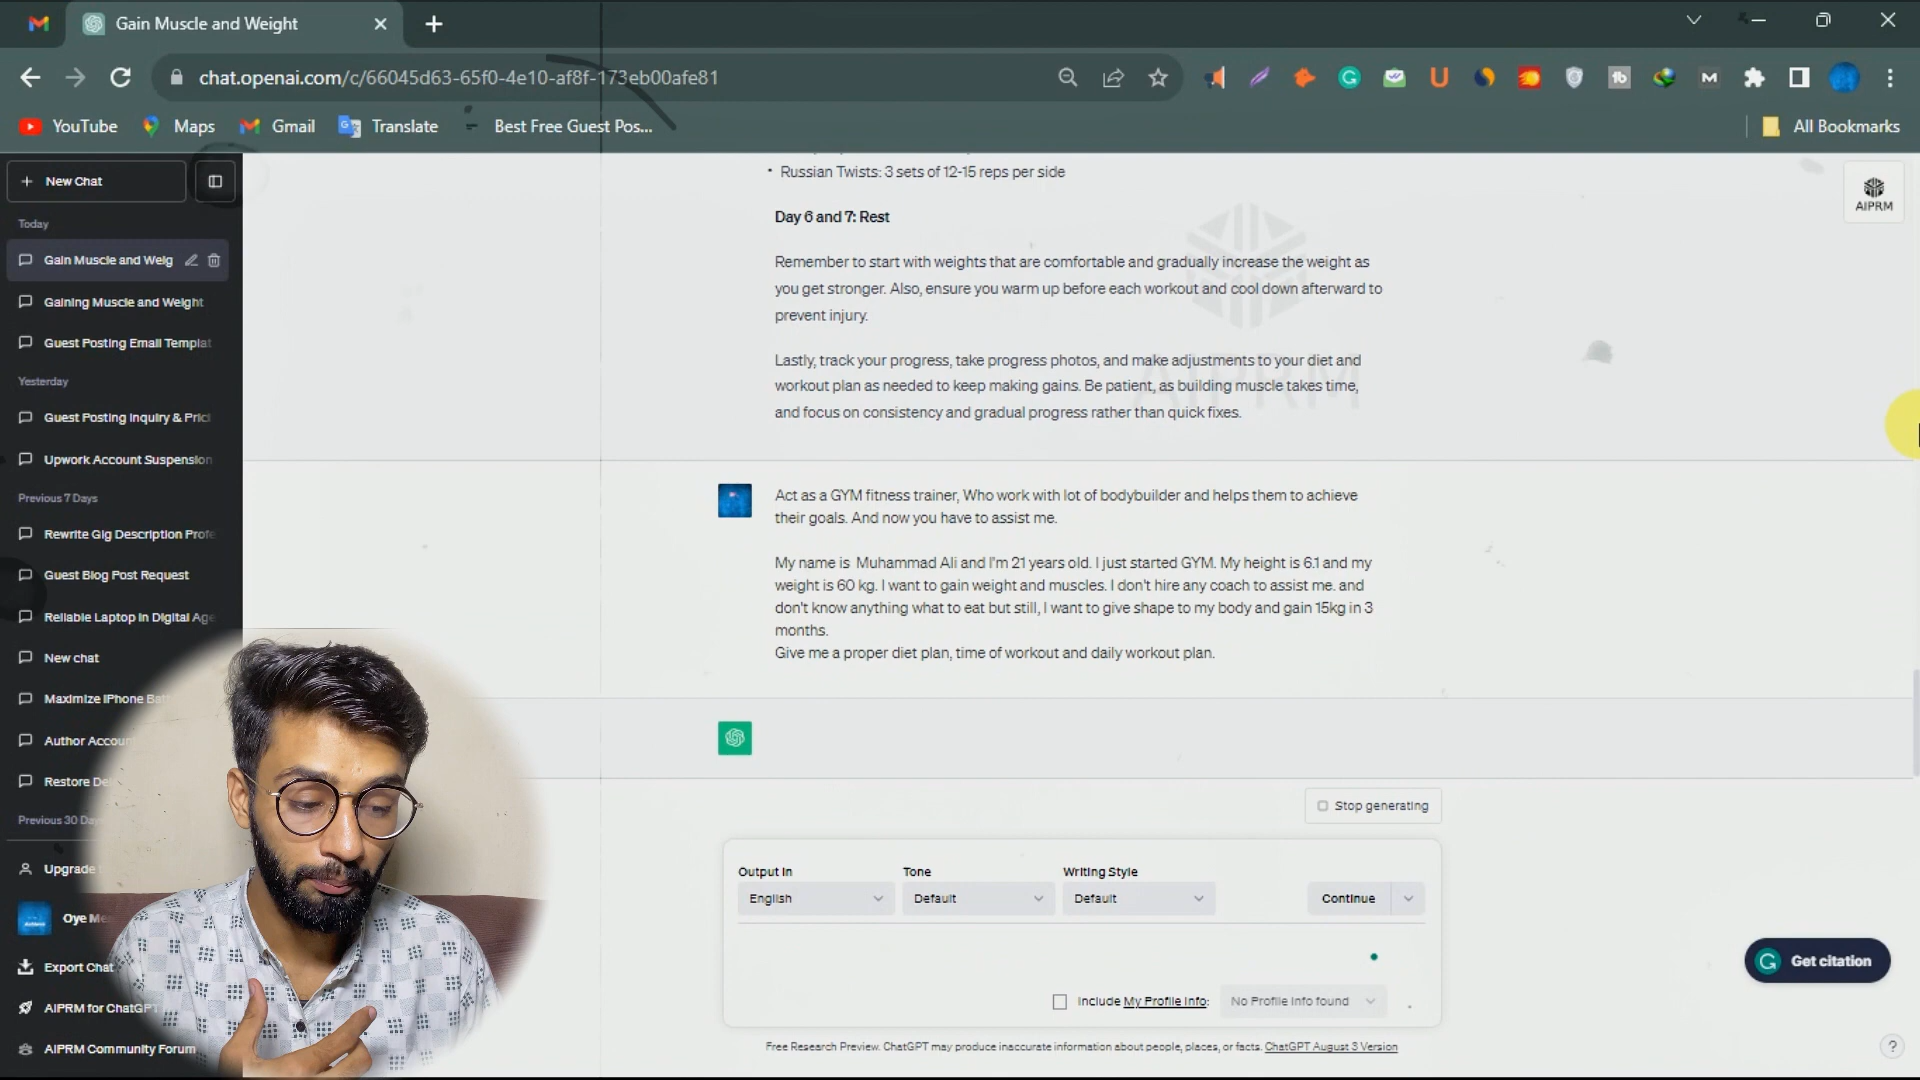 Gain Muscle and Weight
chat.openai.com/c/66045d63-65f0-4e10-af8f-173eb00afe81
YouTube
Maps
Gmail
Translate
Best Free Guest Pos...
All Bookmarks
New Chat
Today
Gain Muscle and Weig
Gaining Muscle and Weight
Guest Posting Email Templat
Yesterday
Guest Posting Inquiry & Pric
Upwork Account Suspension
Previous 7 Days
Rewrite Gig Description Profe
Guest Blog Post Request
Reliable Laptop in Digital Age
New chat
Maximize iPhone Bat
Author Accoun
Restore De
Previous 30 Day
Upgrade
Oye Me
Export Chat
AIPRM for ChatGPT
AIPRM Community Forum
• Russian Twists: 3 sets of 12-15 reps per side
Day 6 and 7: Rest
Remember to start with weights that are comfortable and gradually increase the weight as
you get stronger. Also, ensure you warm up before each workout and cool down afterward to
prevent injury.
Lastly, track your progress, take progress photos, and make adjustments to your diet and
workout plan as needed to keep making gains. Be patient, as building muscle takes time,
and focus on consistency and gradual progress rather than quick fixes.
AIPRM
AIPRM
Act as a GYM fitness trainer, Who work with lot of bodybuilder and helps them to achieve
their goals. And now you have to assist me.
My name is Muhammad Ali and I'm 21 years old. I just started GYM. My height is 6.1 and my
weight is 60 kg. I want to gain weight and muscles. I don't hire any coach to assist me. and
don't know anything what to eat but still, I want to give shape to my body and gain 15kg in 3
months.
Give me a proper diet plan, time of workout and daily workout plan.
Stop generating
Output in
Tone
Writing Style
English
Default
Default
Continue
Include My Profile Info:
No Profile Info found
Get citation
Free Research Preview. ChatGPT may produce inaccurate information about people, places, or facts. ChatGPT August 3 Version
?